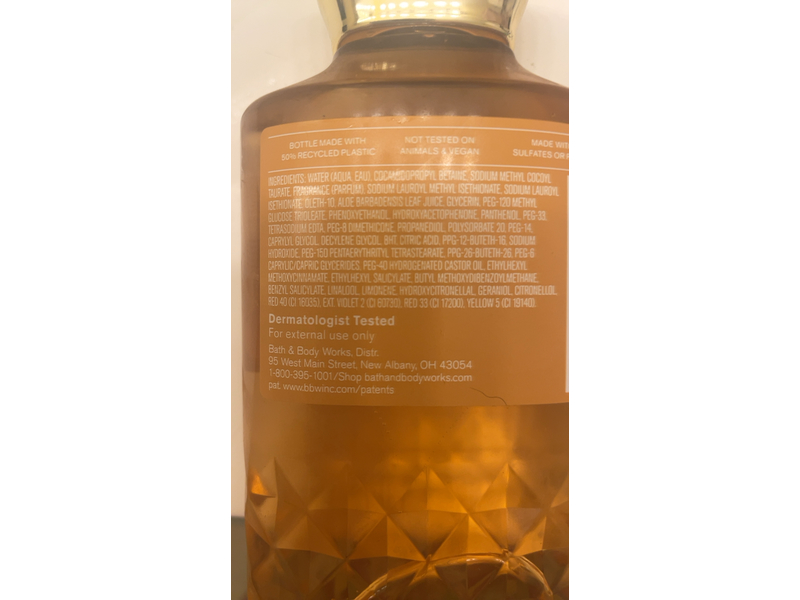 BOTTLE MADE WITH
50% RECYCLED PLASTIC
NOT TESTED ON
ANIMALS & VEGAN
MADE WIT
SULFATES OR
INGREDIENTS: WATER (AQUA, EAU), COCAMIDOPROPYL BETAINE, SODIUM METHYL COCOYL
TAURATE, FRAGRANCE (PARFUM), SODIUM LAUROYL METHYL ISETHIONATE, SODIUM LAUROYL
ISETHIONATE, OLETH-10, ALOE BARBADENSIS LEAF JUICE, GLYCERIN, PEG-120 METHYL
GLUCOSE TRIOLEATE, PHENOXYETHANOL, HYDROXYACETOPHENONE, PANTHENOL, PEG-33,
TETRASODIUM EDTA, PEG-8 DIMETHICONE, PROPANEDIOL, POLYSORBATE 20, PEG-14,
CAPRYLYL GLYCOL, DECYLENE GLYCOL, BHT, CITRIC ACID, PPG-12-BUTETH-16, SODIUM
HYDROXIDE, PEG-150 PENTAERYTHRITYL TETRASTEARATE, PPG-26-BUTETH-26, PEG-6
CAPRYLIC/CAPRIC GLYCERIDES, PEG-40 HYDROGENATED CASTOR OIL, ETHYLHEXYL
METHOXYCINNAMATE, ETHYLHEXYL SALICYLATE, BUTYL METHOXYDIBENZOYLMETHANE,
BENZYL SALICYLATE, LINALOOL, LIMONENE, HYDROXYCITRONELLAL, GERANIOL, CITRONELLOL,
RED 40 (CI 16035), EXT. VIOLET 2 (CI 60730), RED 33 (CI 17200), YELLOW 5 (CI 19140).
Dermatologist Tested
For external use only
Bath & Body Works, Distr.
95 West Main Street, New Albany, OH 43054
1-800-395-1001/Shop bathandbodyworks.com
pat. www.bbwinc.com/patents